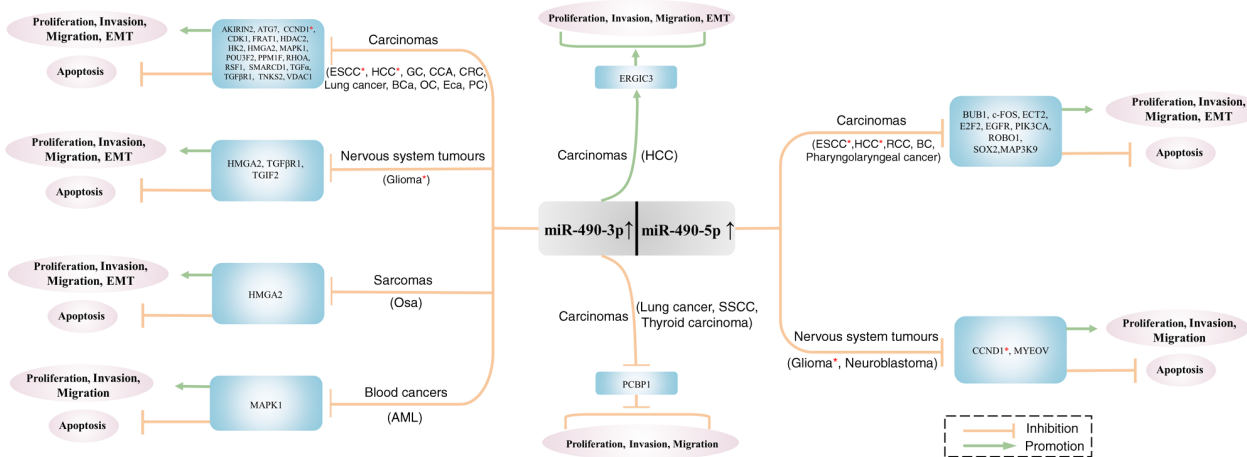 Proliferation, Invasion,
Migration, EMT
Apoptosis
AKIRIN2, ATG7, CCND1*,
CDK1, FRAT1, HDAC2,
HK2, HMGA2, MAPK1,
POU3F2, PPM1F, RHOA,
RSF1, SMARCD1, TGFα,
TGFβR1, TNKS2, VDAC1
Carcinomas
(ESCC*, HCC*, GC, CCA, CRC,
Lung cancer, BCa, OC, Eca, PC)
Proliferation, Invasion,
Migration, EMT
Apoptosis
HMGA2, TGFβR1,
TGIF2
Nervous system tumours
(Glioma*)
Proliferation, Invasion,
Migration, EMT
Apoptosis
HMGA2
Sarcomas
(Osa)
Proliferation, Invasion,
Migration
Apoptosis
MAPK1
Blood cancers
(AML)
Proliferation, Invasion, Migration, EMT
ERGIC3
Carcinomas (HCC)
miR-490-3p↑ miR-490-5p ↑
Carcinomas
(Lung cancer, SSCC,
Thyroid carcinoma)
PCBP1
Proliferation, Invasion, Migration
Carcinomas
(ESCC*,HCC*,RCC, BC,
Pharyngolaryngeal cancer)
BUB1, c-FOS, ECT2,
E2F2, EGFR, PIK3CA,
ROBO1,
SOX2,MAP3K9
Proliferation, Invasion,
Migration, EMT
Apoptosis
Nervous system tumours
(Glioma*, Neuroblastoma)
CCND1*, MYEOV
Proliferation, Invasion,
Migration
Apoptosis
Inhibition
Promotion